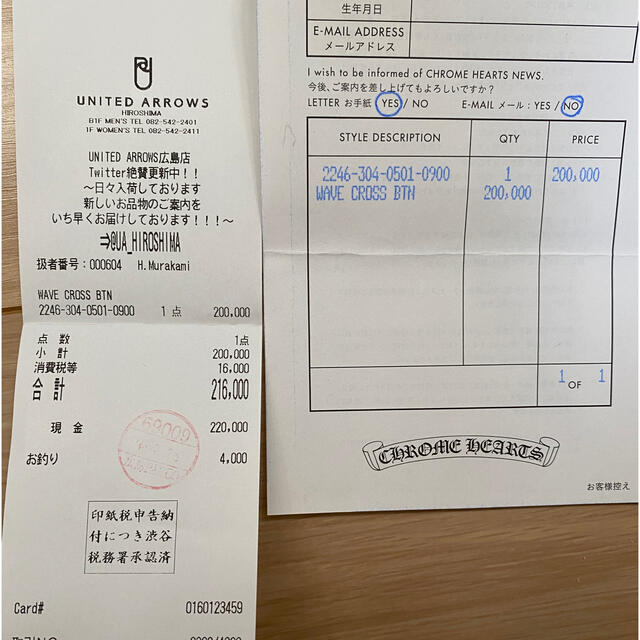 UNITED ARROWS
HIROSHIMA
B1F MEN'S TEL 082-542-2401
1F WOMEN'S TEL 082-542-2411
UNITED ARROWS広島店
Twitter絶賛更新中!!
～日々入荷しております
新しいお品物のご案内を
いち早くお届けしております!!!～
⇒@UA_HIROSHIMA
扱者番号:000604 H.Murakami
WAVE CROSS BTN
2246-304-0501-0900 1点 200,000
点 数 1点
小 計 200,000
消費税等 16,000
合計 216,000
現 金 220,000
お釣り 4,000
69009
印紙税申告納
付につき渋谷
税務署承認済
Card# 0160123459
生年月日
E-MAIL ADDRESS
メールアドレス
I wish to be informed of CHROME HEARTS NEWS.
今後、ご案内を差し上げてもよろしいですか?
LETTER お手紙 YES / NO E-MAIL メール : YES / NO
STYLE DESCRIPTION QTY PRICE
2246-304-0501-0900 1 200,000
WAVE CROSS BTN 200,000
1 OF 1
CHROME HEARTS
お客様控え